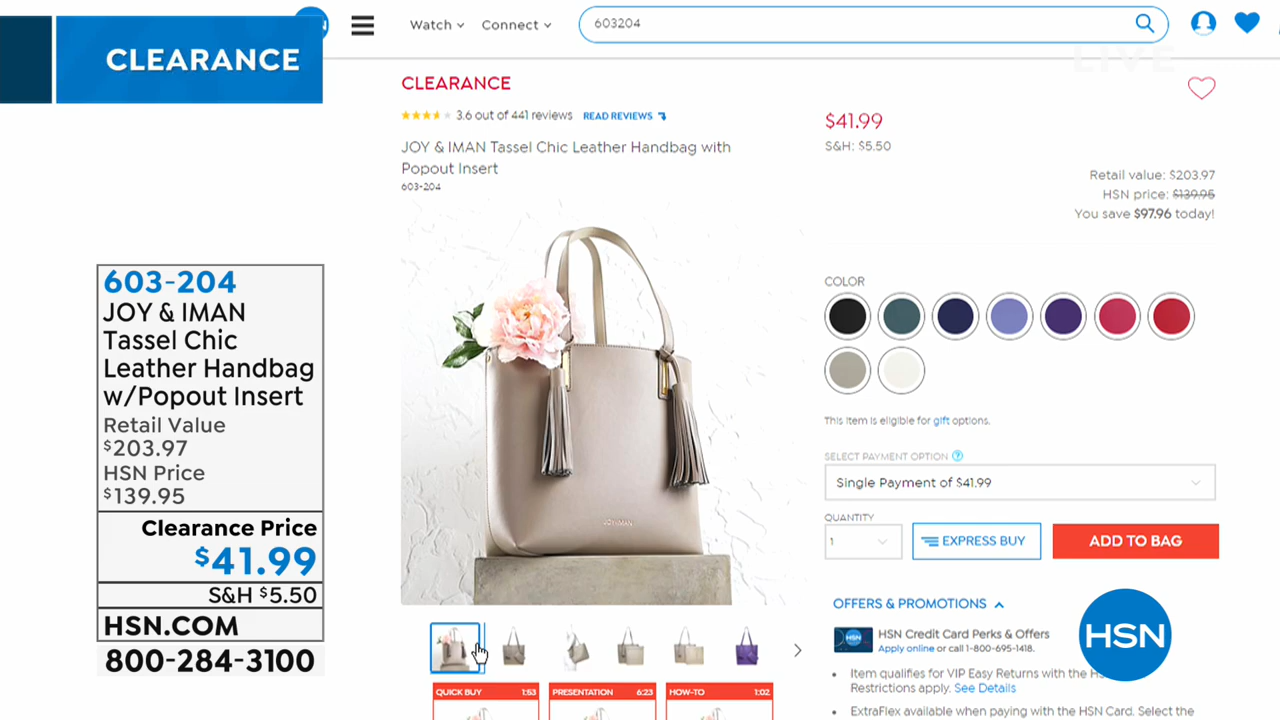 CLEARANCE
HSN
Watch
Connect
603204
LIVE
603-204
JOY & IMAN
Tassel Chic
Leather Handbag
w/Popout Insert
Retail Value
$203.97
HSN Price
$139.95
Clearance Price
$41.99
S&H $5.50
HSN.COM
800-284-3100
CLEARANCE
3.6 out of 441 reviews READ REVIEWS
JOY & IMAN Tassel Chic Leather Handbag with
Popout Insert
603-204
JOY&IMAN
QUICK BUY 1:53
PRESENTATION 6:23
HOW-TO 1:02
$41.99
S&H: $5.50
Retail value: $203.97
HSN price: $139.95
You save $97.96 today!
COLOR
This item is eligible for gift options.
SELECT PAYMENT OPTION ?
Single Payment of $41.99
QUANTITY
1
EXPRESS BUY
ADD TO BAG
OFFERS & PROMOTIONS
HSN
HSN Credit Card Perks & Offers
Apply online or call 1-800-695-1418.
• Item qualifies for VIP Easy Returns with the
Restrictions apply. See Details
• ExtraFlex available when paying with the HSN Card. Select the
HSN